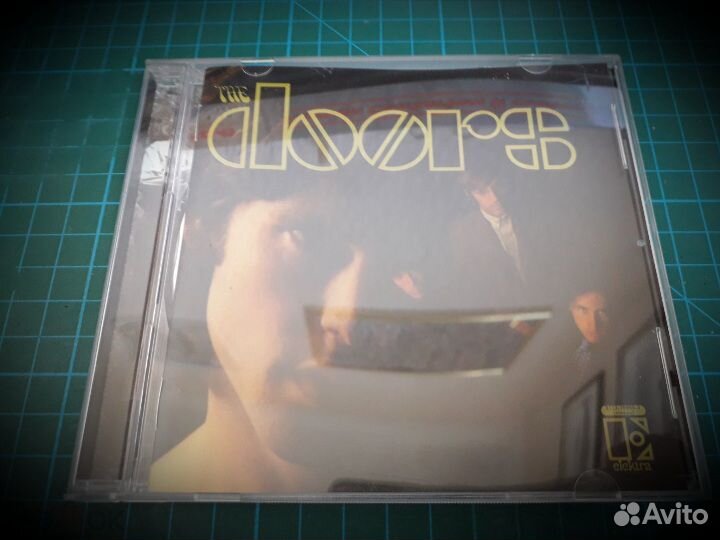 THE
doors
elektra
Avito